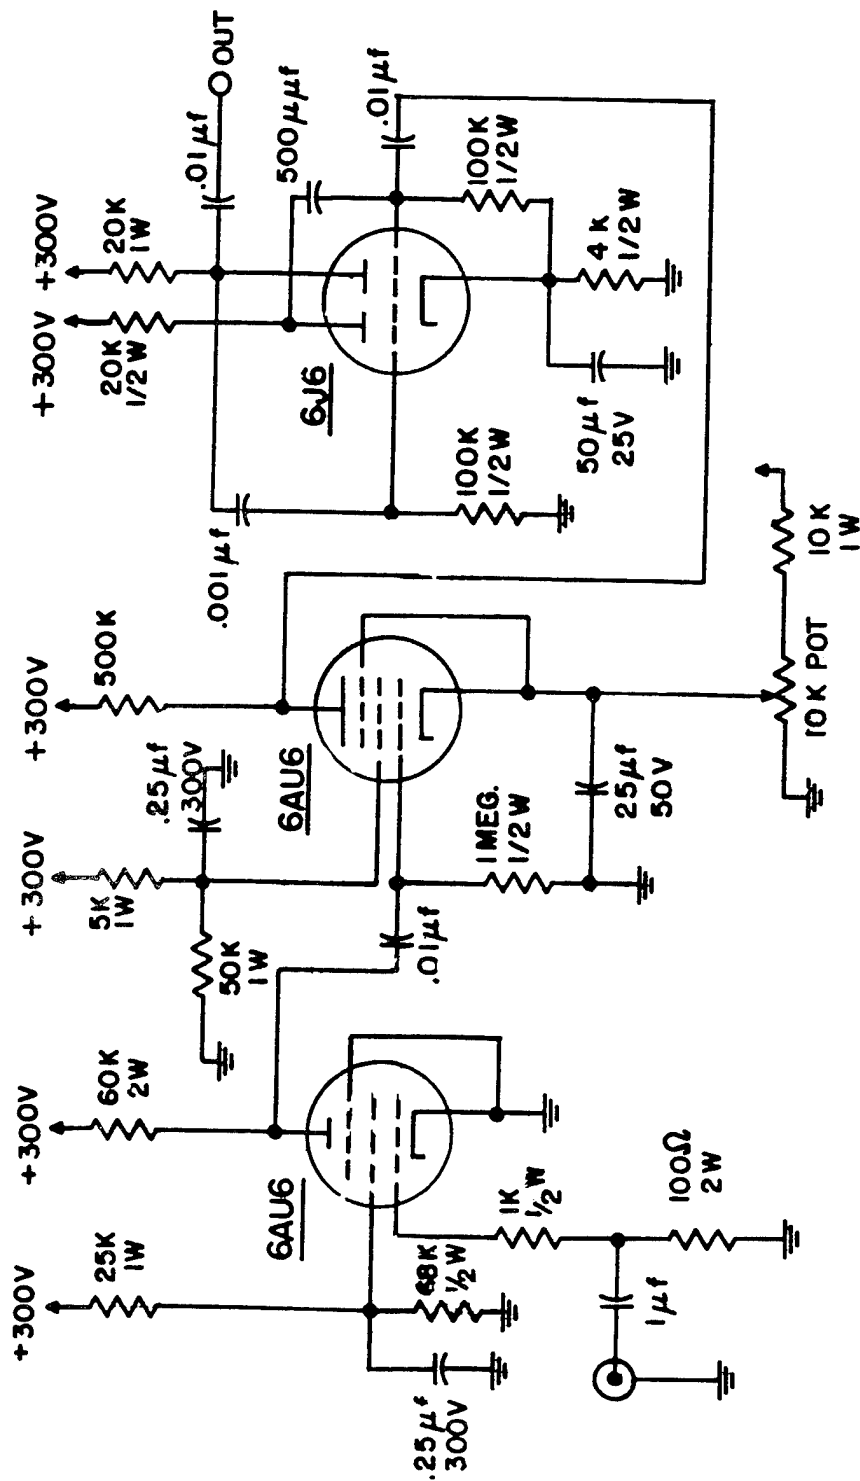 +300V
25K
1W
+300V
60K
2W
+300V
5K
1W
+300V
500K
+300V
20K
1/2W
+300V
20K
1W
.25µf
300V
50K
1W
.001µf
.01µf
OUT
500µµf
6AU6
6AU6
6J6
.01µf
.25µf
300V
68K
1/2W
.01µf
1MEG.
1/2W
100K
1/2W
100K
1/2W
1K
1/2W
25µf
50V
50µf
25V
4K
1/2W
1µf
100Ω
2W
10K POT
10K
1W